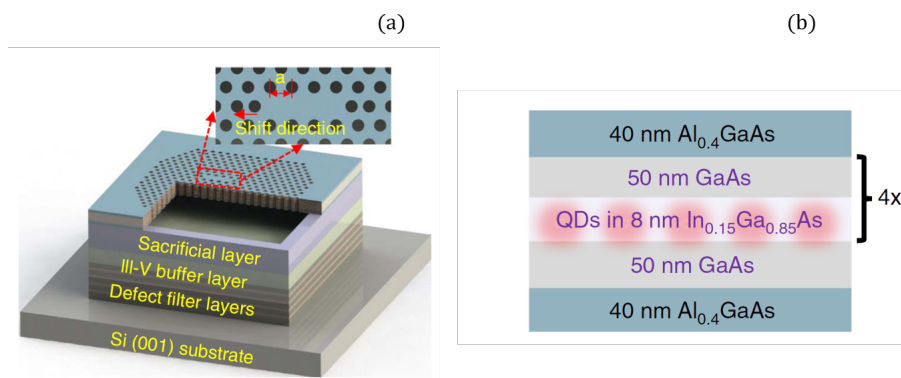 (a)
a
Shift direction
Sacrificial layer
III-V buffer layer
Defect filter layers
Si (001) substrate
(b)
40 nm Al₀.₄GaAs
50 nm GaAs
QDs in 8 nm In₀.₁₅Ga₀.₈₅As
4x
50 nm GaAs
40 nm Al₀.₄GaAs